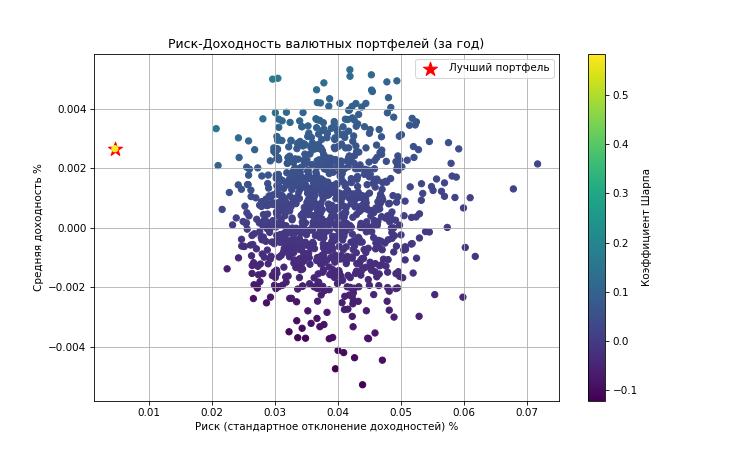 Риск-Доходность валютных портфелей (за год)
Лучший портфель
0.004
0.002
0.000
−0.002
−0.004
Средняя доходность %
0.01 0.02 0.03 0.04 0.05 0.06 0.07
Риск (стандартное отклонение доходностей) %
0.5
0.4
0.3
0.2
0.1
0.0
−0.1
Коэффициент Шарпа